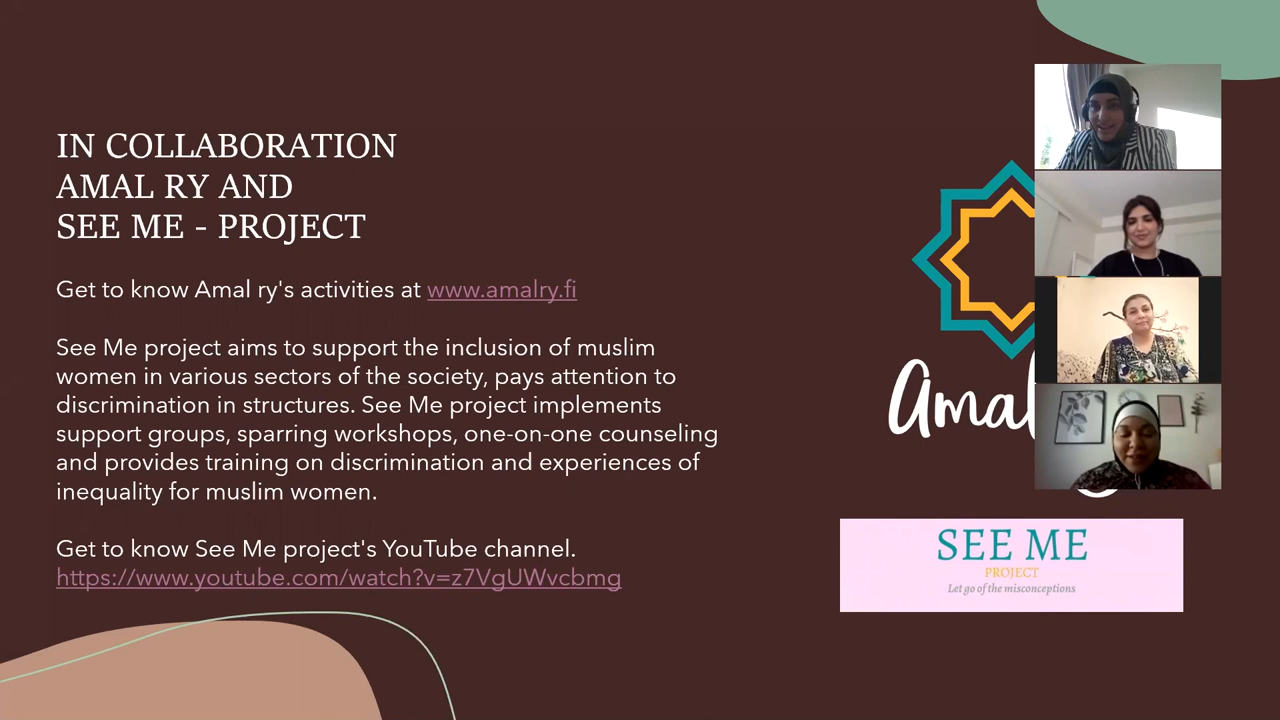 IN COLLABORATION
AMAL RY AND
SEE ME - PROJECT
Get to know Amal ry's activities at www.amalry.fi
See Me project aims to support the inclusion of muslim
women in various sectors of the society, pays attention to
discrimination in structures. See Me project implements
support groups, sparring workshops, one-on-one counseling
and provides training on discrimination and experiences of
inequality for muslim women.
Get to know See Me project's YouTube channel.
https://www.youtube.com/watch?v=z7VgUWvcbmg
Amal
SEE ME
PROJECT
Let go of the misconceptions